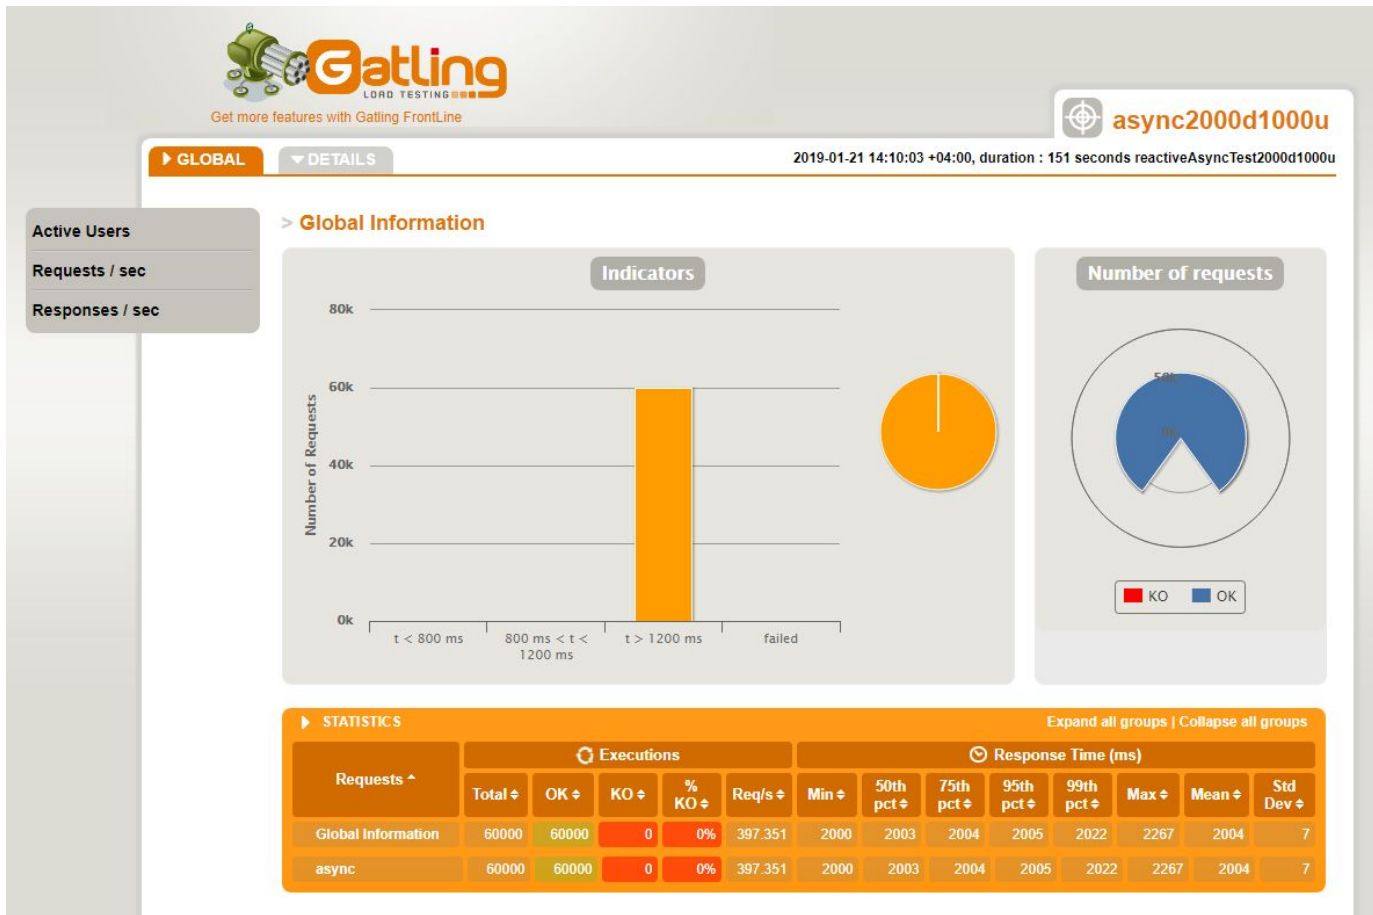 Gatling
LOAD TESTING
Get more features with Gatling FrontLine
async2000d1000u
GLOBAL
DETAILS
2019-01-21 14:10:03 +04:00, duration : 151 seconds reactiveAsyncTest2000d1000u
Active Users
Requests / sec
Responses / sec
> Global Information
Indicators
80k
60k
40k
20k
0k
Number of Requests
t < 800 ms
800 ms < t <
1200 ms
t > 1200 ms
failed
Number of requests
50k
0k
KO
OK
STATISTICS
Expand all groups | Collapse all groups
Requests
Executions
Response Time (ms)
Total OK KO % KO Req/s Min 50th pct 75th pct 95th pct 99th pct Max Mean Std Dev
Global Information 60000 60000 0 0% 397.351 2000 2003 2004 2005 2022 2267 2004 7
async 60000 60000 0 0% 397.351 2000 2003 2004 2005 2022 2267 2004 7